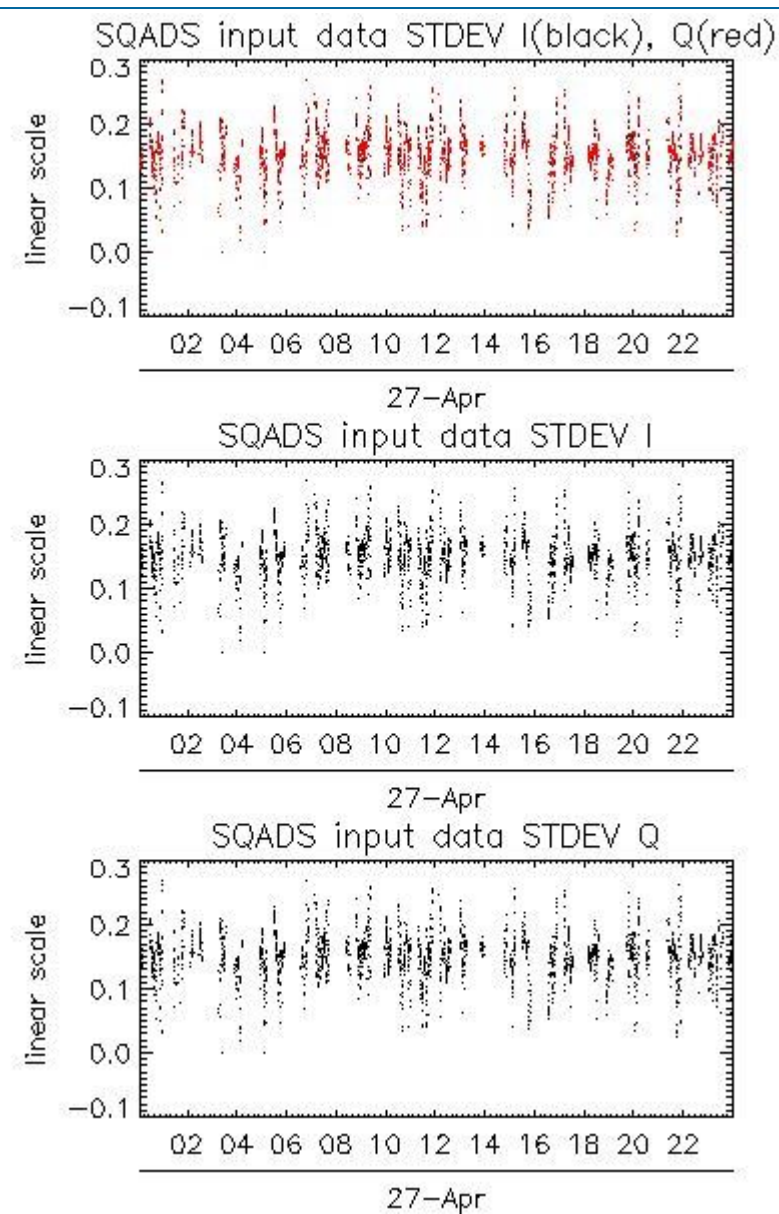 SQADS input data STDEV I(black), Q(red)
0.3
0.2
0.1
0.0
-0.1
linear scale
02 04 06 08 10 12 14 16 18 20 22
27-Apr
SQADS input data STDEV I
0.3
0.2
0.1
0.0
-0.1
linear scale
02 04 06 08 10 12 14 16 18 20 22
27-Apr
SQADS input data STDEV Q
0.3
0.2
0.1
0.0
-0.1
linear scale
02 04 06 08 10 12 14 16 18 20 22
27-Apr